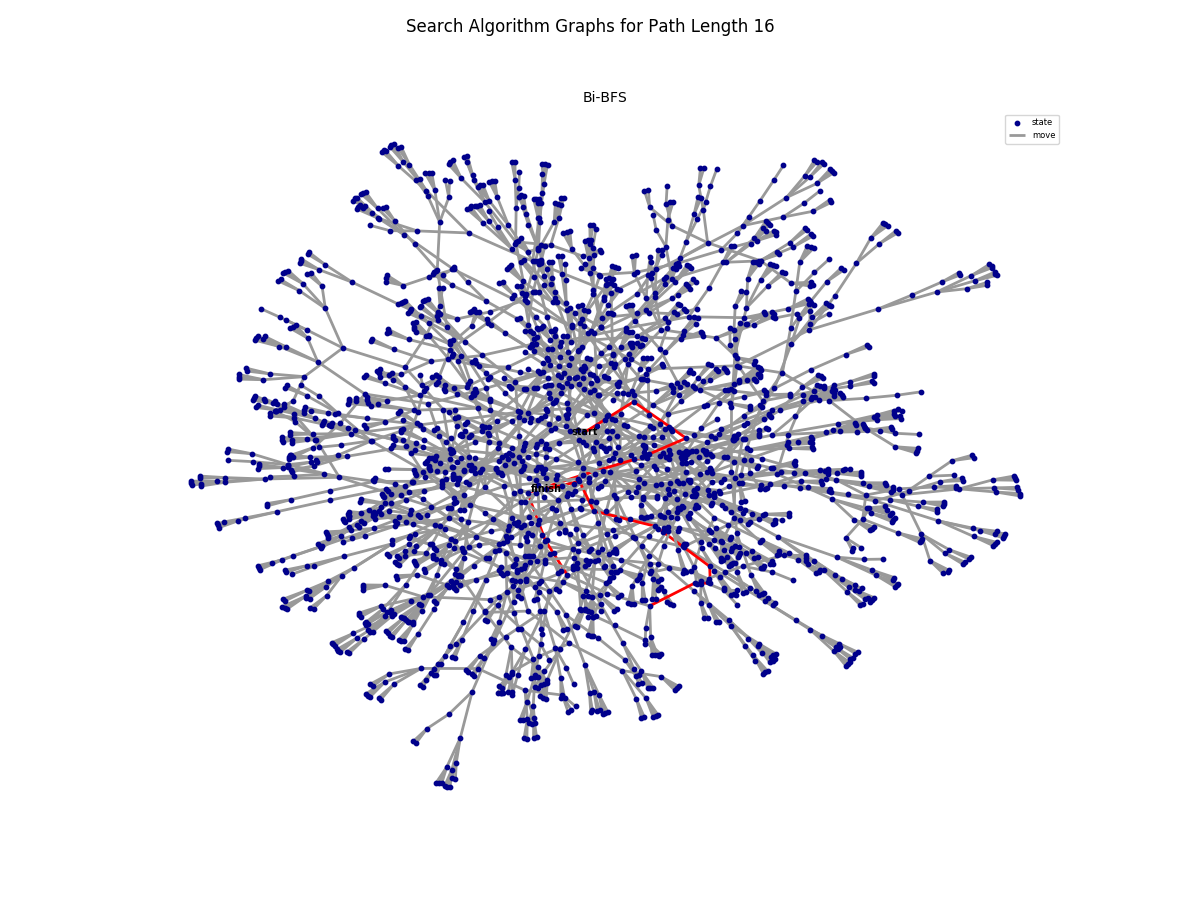 Search Algorithm Graphs for Path Length 16
Bi-BFS
state
move
start
finish